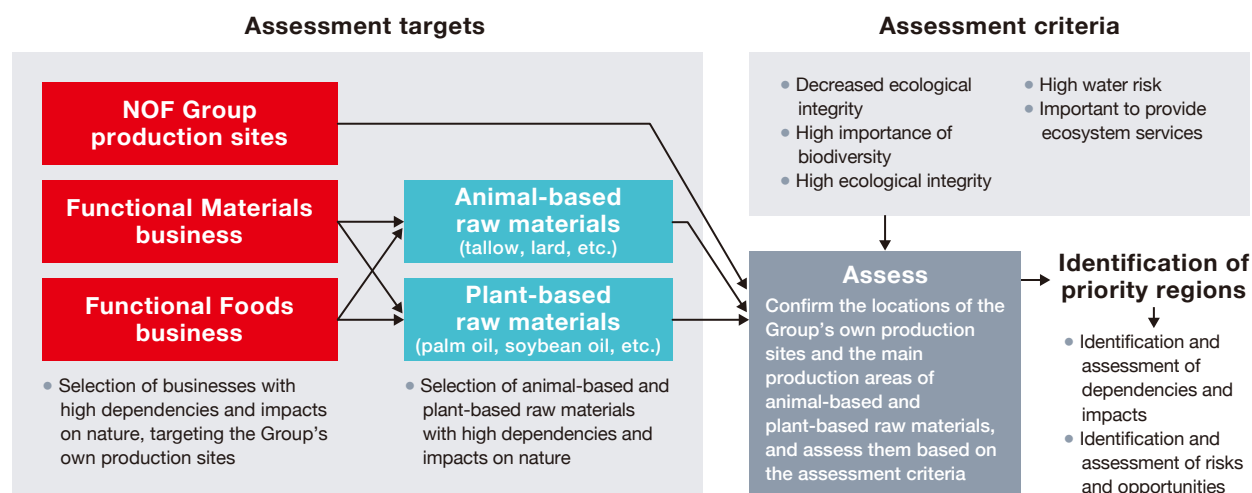 Assessment targets
NOF Group
production sites
Functional Materials
business
Functional Foods
business
• Selection of businesses with
high dependencies and impacts
on nature, targeting the Group's
own production sites
Animal-based
raw materials
(tallow, lard, etc.)
Plant-based
raw materials
(palm oil, soybean oil, etc.)
• Selection of animal-based and
plant-based raw materials
with high dependencies and
impacts on nature
Assessment criteria
• Decreased ecological
integrity
• High importance of
biodiversity
• High ecological integrity
• High water risk
• Important to provide
ecosystem services
Assess
Confirm the locations of the
Group's own production
sites and the main
production areas of
animal-based and
plant-based raw materials,
and assess them based on
the assessment criteria
Identification of
priority regions
• Identification and
assessment of
dependencies and
impacts
• Identification and
assessment of risks
and opportunities